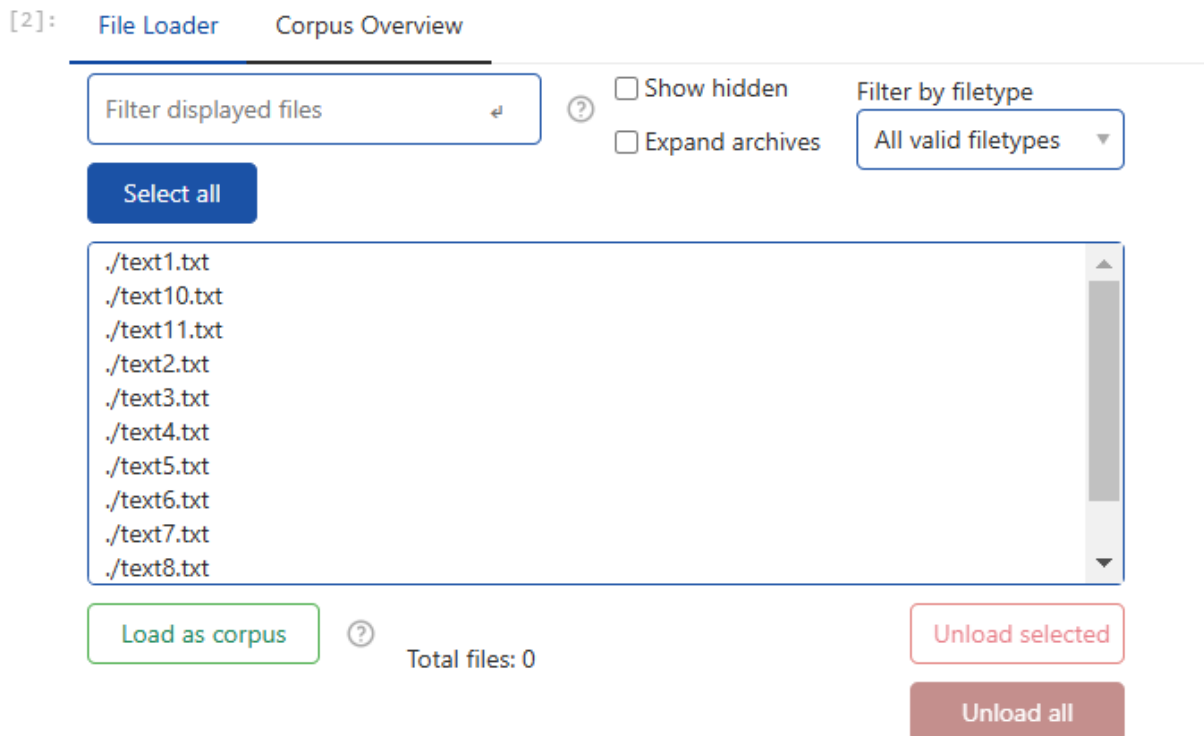 [2]:
File Loader Corpus Overview
Filter displayed files
Show hidden
Expand archives
Filter by filetype
All valid filetypes
Select all
./text1.txt
./text10.txt
./text11.txt
./text2.txt
./text3.txt
./text4.txt
./text5.txt
./text6.txt
./text7.txt
./text8.txt
Load as corpus
Total files: 0
Unload selected
Unload all